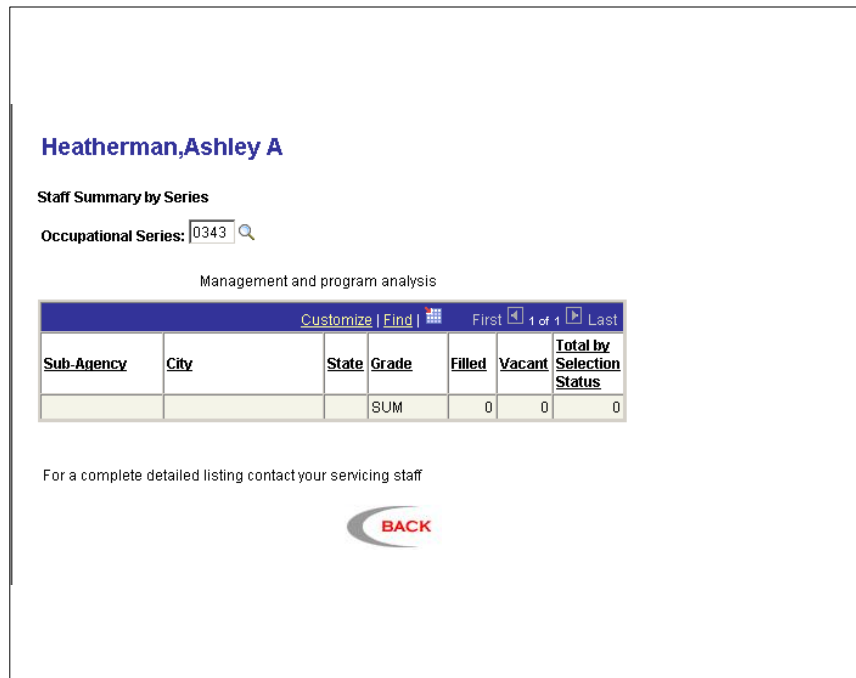 Heatherman,Ashley A
Staff Summary by Series
Occupational Series: 0343
Management and program analysis
Customize | Find | First 1 of 1 Last
Sub-Agency City State Grade Filled Vacant Total by Selection Status
SUM 0 0 0
For a complete detailed listing contact your servicing staff
BACK